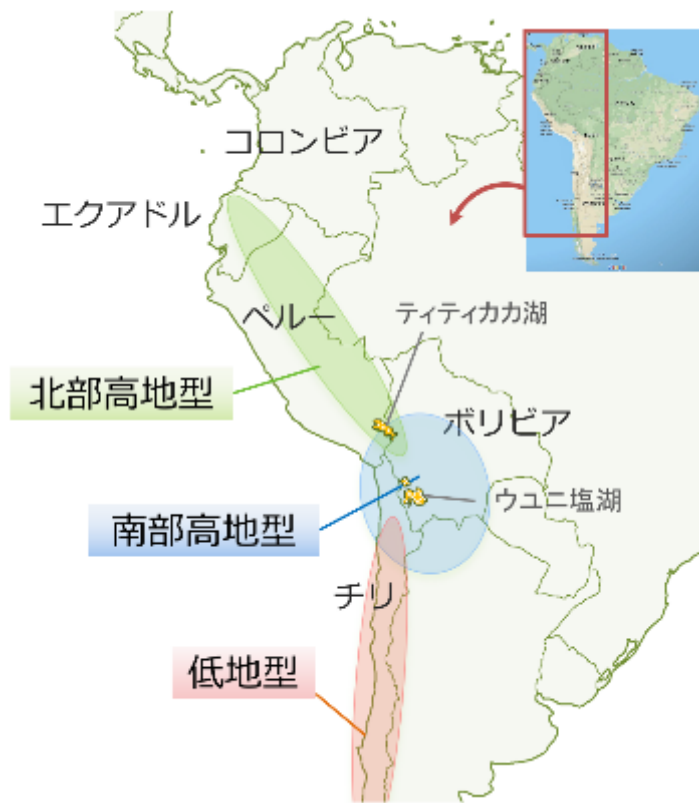 コロンビア
エクアドル
ペルー
ティティカカ湖
北部高地型
ボリビア
ウユニ塩湖
南部高地型
チリ
低地型